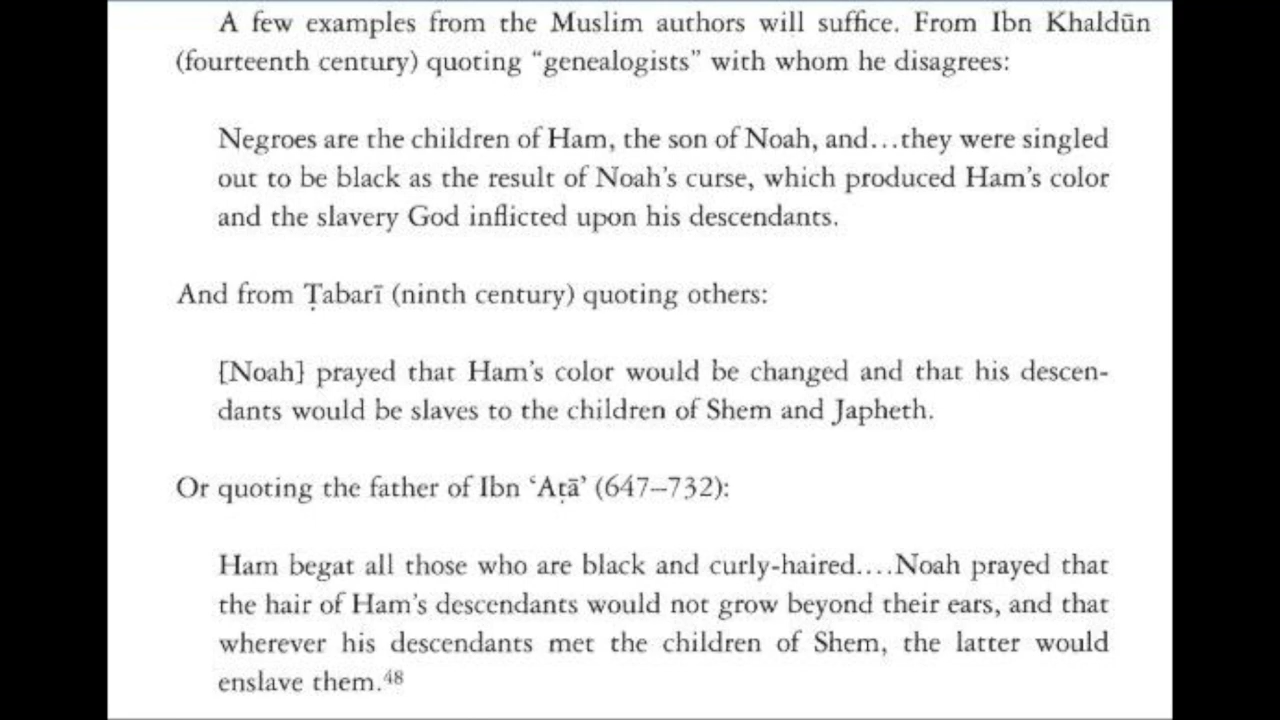 A few examples from the Muslim authors will suffice. From Ibn Khaldūn
(fourteenth century) quoting “genealogists” with whom he disagrees:
Negroes are the children of Ham, the son of Noah, and…they were singled
out to be black as the result of Noah’s curse, which produced Ham’s color
and the slavery God inflicted upon his descendants.
And from Ṭabarī (ninth century) quoting others:
[Noah] prayed that Ham’s color would be changed and that his descen-
dants would be slaves to the children of Shem and Japheth.
Or quoting the father of Ibn ‘Aṭā’ (647–732):
Ham begat all those who are black and curly-haired.…Noah prayed that
the hair of Ham’s descendants would not grow beyond their ears, and that
wherever his descendants met the children of Shem, the latter would
enslave them.48